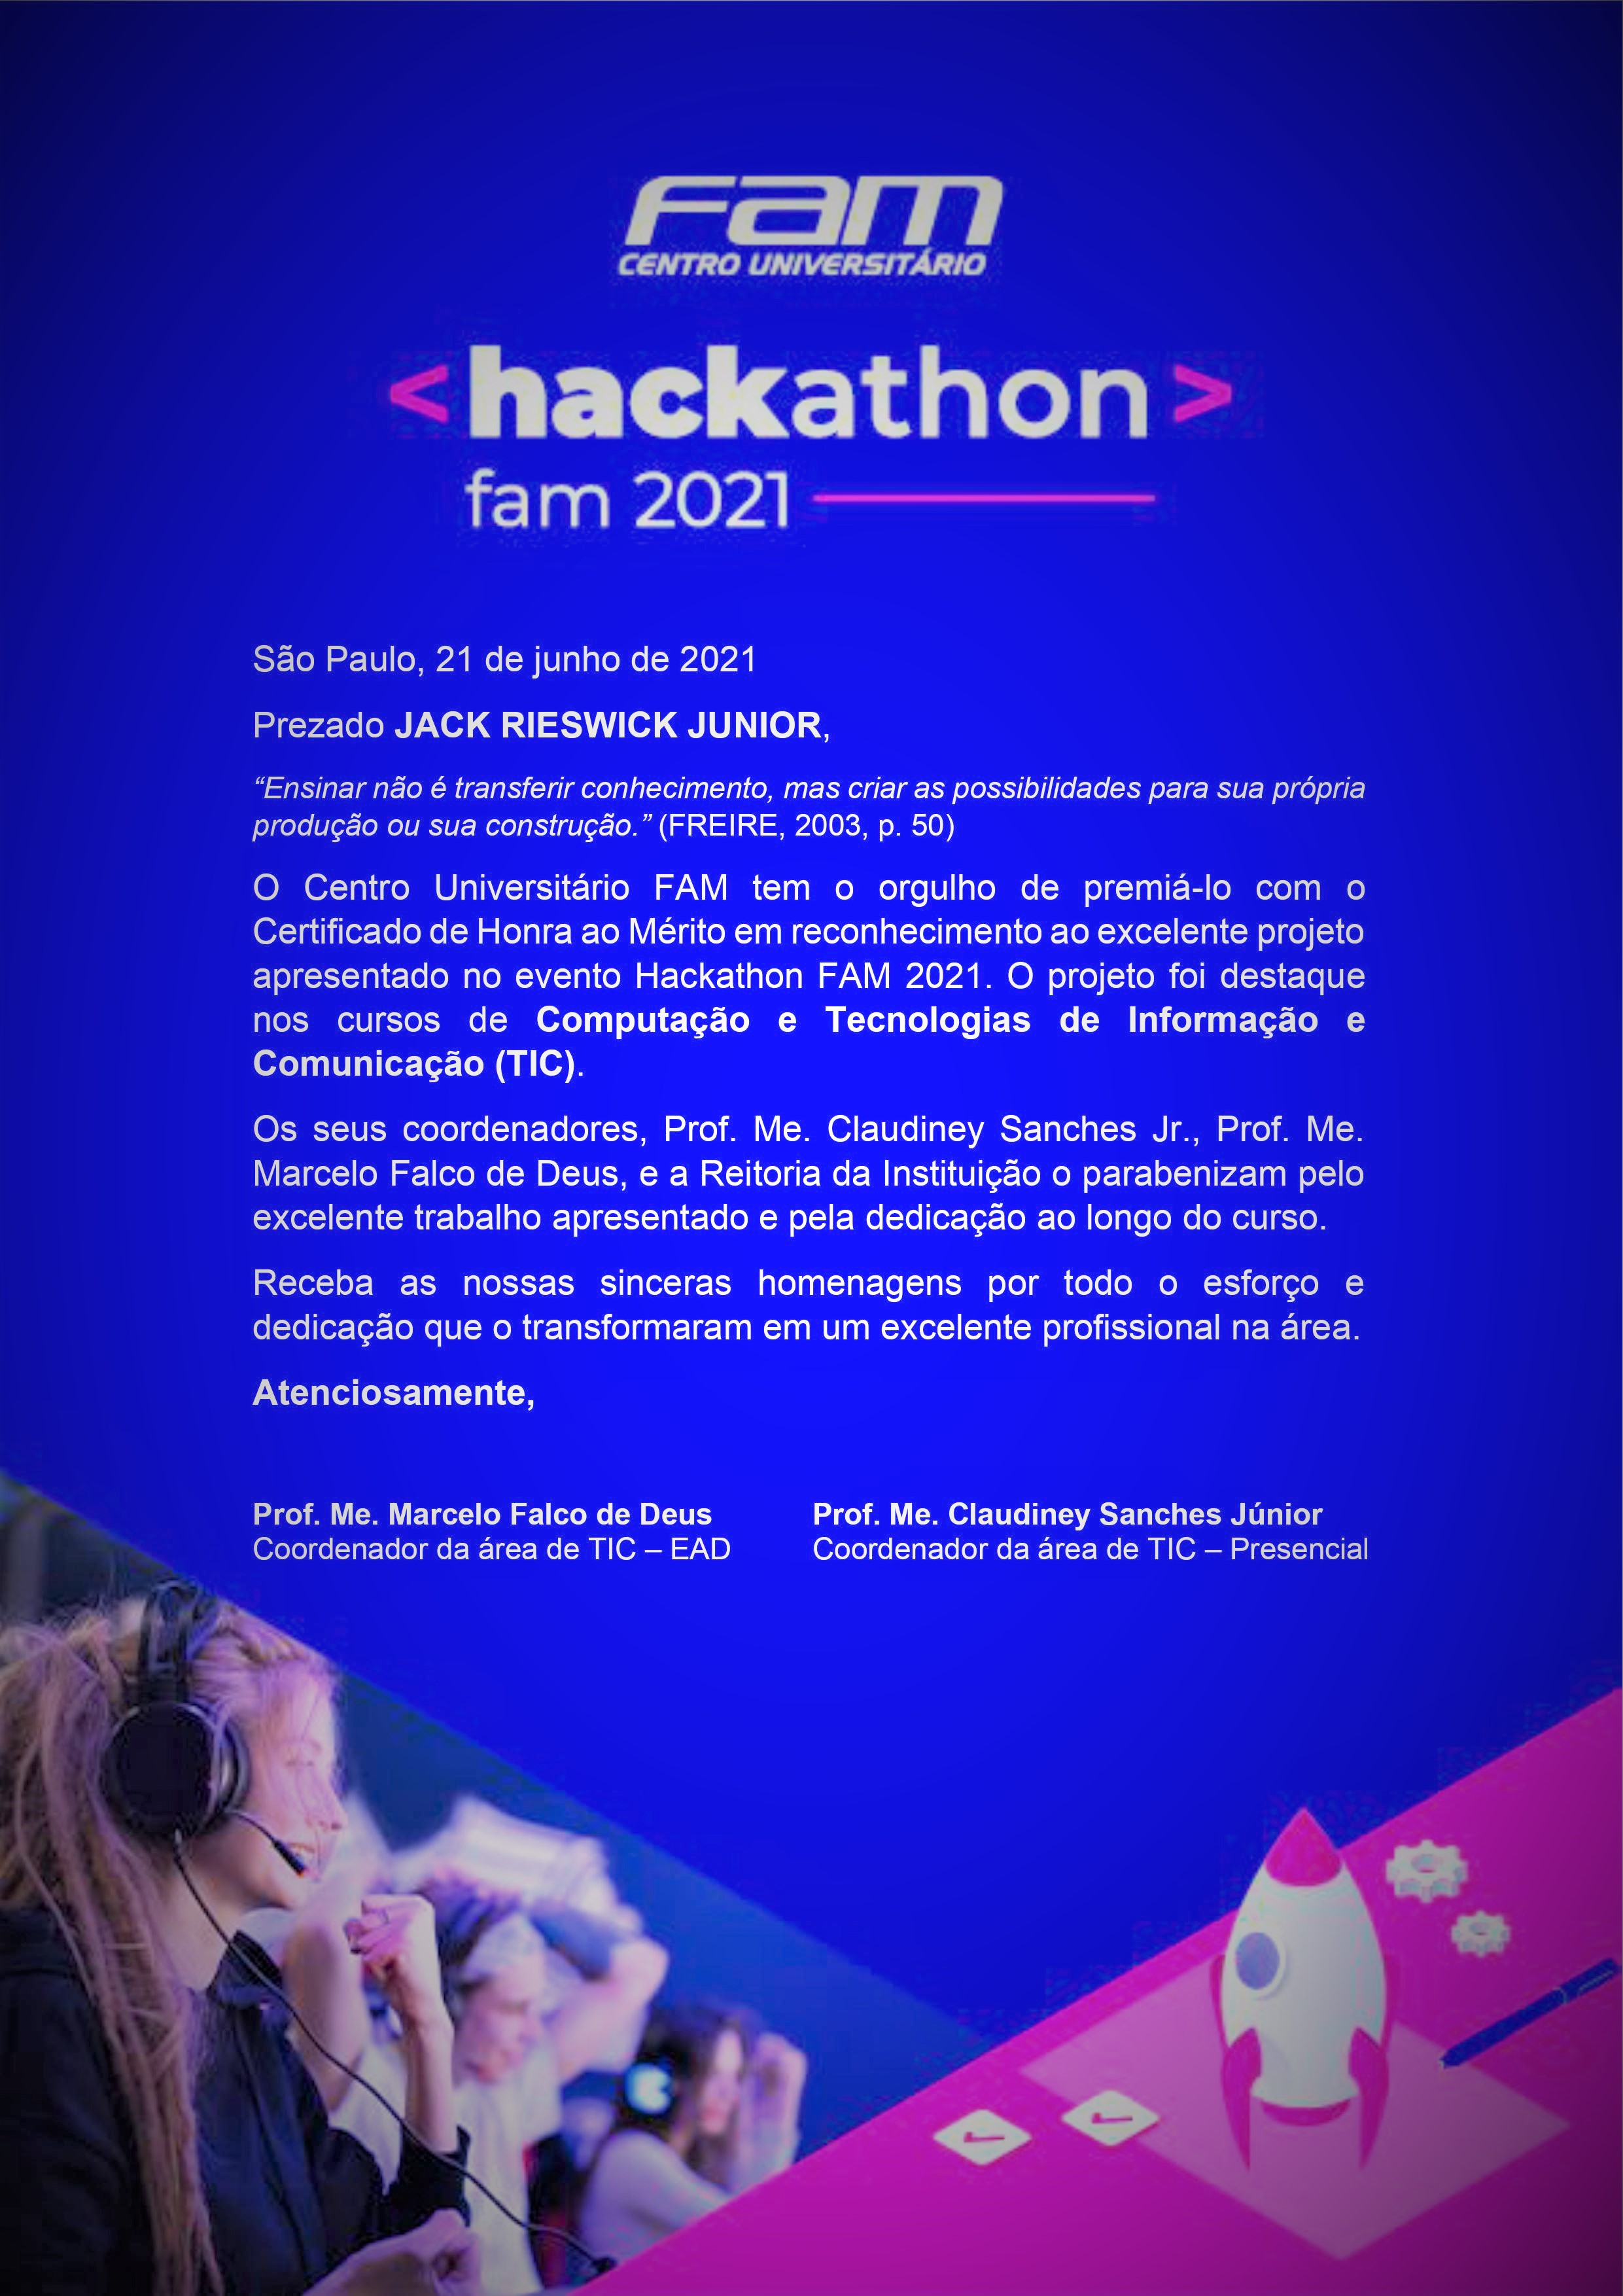 Fam
CENTRO UNIVERSITÁRIO
<hackathon>
fam 2021
São Paulo, 21 de junho de 2021
Prezado JACK RIESWICK JUNIOR,
“Ensinar não é transferir conhecimento, mas criar as possibilidades para sua própria
produção ou sua construção.” (FREIRE, 2003, p. 50)
O Centro Universitário FAM tem o orgulho de premiá-lo com o
Certificado de Honra ao Mérito em reconhecimento ao excelente projeto
apresentado no evento Hackathon FAM 2021. O projeto foi destaque
nos cursos de Computação e Tecnologias de Informação e
Comunicação (TIC).
Os seus coordenadores, Prof. Me. Claudiney Sanches Jr., Prof. Me.
Marcelo Falco de Deus, e a Reitoria da Instituição o parabenizam pelo
excelente trabalho apresentado e pela dedicação ao longo do curso.
Receba as nossas sinceras homenagens por todo o esforço e
dedicação que o transformaram em um excelente profissional na área.
Atenciosamente,
Prof. Me. Marcelo Falco de Deus
Coordenador da área de TIC – EAD
Prof. Me. Claudiney Sanches Júnior
Coordenador da área de TIC – Presencial